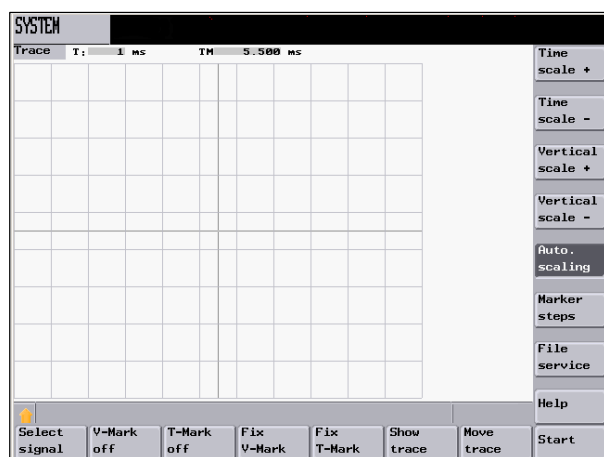 SYSTEM
Trace T: 1 ms TM 5.500 ms
Time
scale +
Time
scale -
Vertical
scale +
Vertical
scale -
Auto.
scaling
Marker
steps
File
service
Help
Select
signal
V-Mark
off
T-Mark
off
Fix
V-Mark
Fix
T-Mark
Show
trace
Move
trace
Start